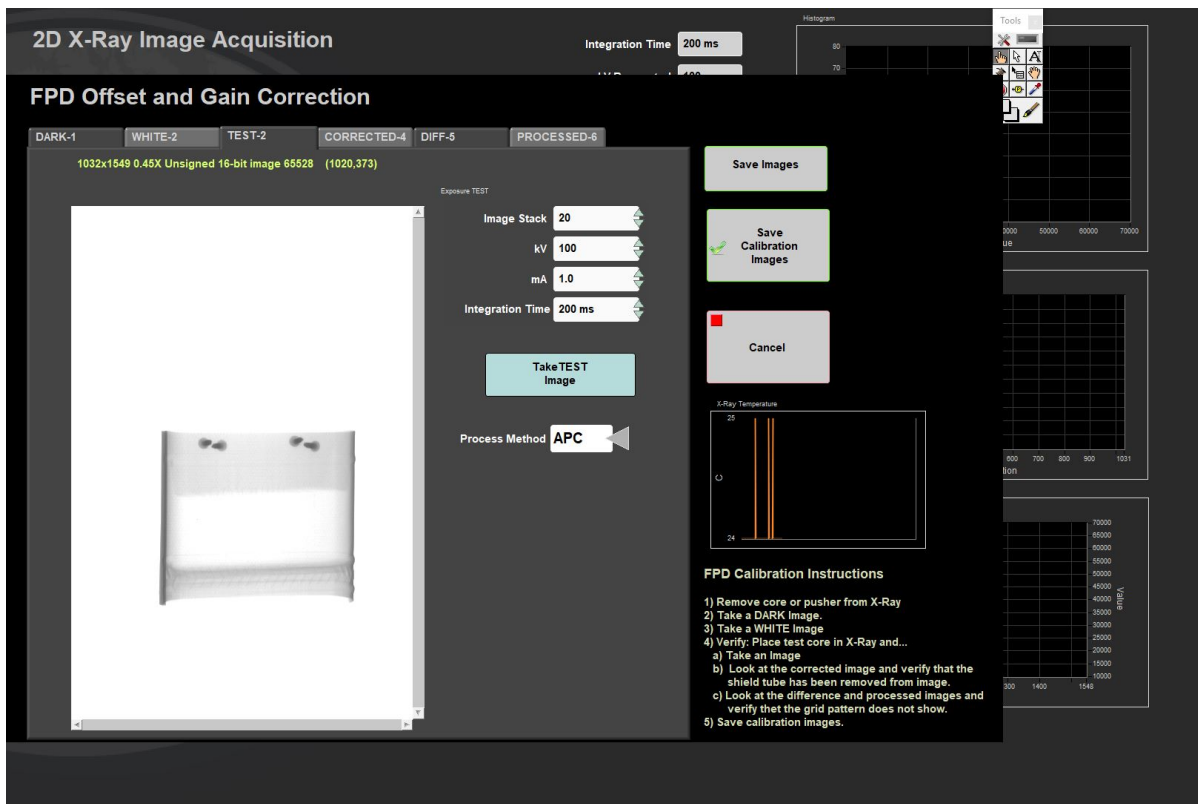 2D X-Ray Image Acquisition
Integration Time 200 ms
FPD Offset and Gain Correction
DARK-1 WHITE-2 TEST-2 CORRECTED-4 DIFF-5 PROCESSED-6
1032x1549 0.45X Unsigned 16-bit image 65528 (1020,373)
Exposure TEST
Image Stack 20
kV 100
mA 1.0
Integration Time 200 ms
Take TEST
Image
Process Method APC
Save Images
Save
Calibration
Images
Cancel
X-Ray Temperature
25
C
24
FPD Calibration Instructions
1) Remove core or pusher from X-Ray
2) Take a DARK Image.
3) Take a WHITE Image
4) Verify: Place test core in X-Ray and...
a) Take an Image
b) Look at the corrected image and verify that the
shield tube has been removed from image.
c) Look at the difference and processed images and
verify thet the grid pattern does not show.
5) Save calibration images.
Histogram
80
70
50000 60000 70000
Tools
600 700 800 900 1031
70000
65000
60000
55000
50000
45000
40000
35000
30000
25000
20000
15000
10000
Value
300 1400 1548